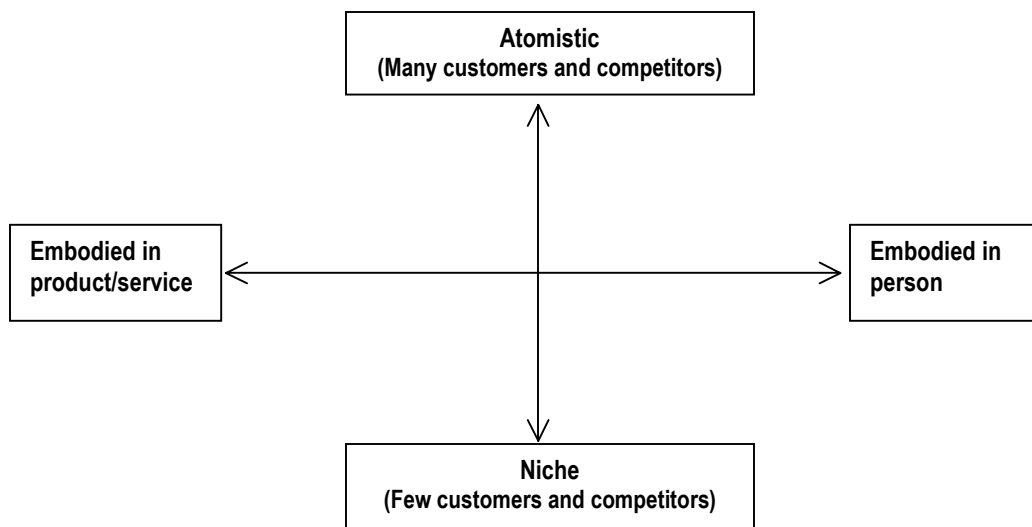 Atomistic
(Many customers and competitors)
Embodied in
product/service
Embodied in
person
Niche
(Few customers and competitors)